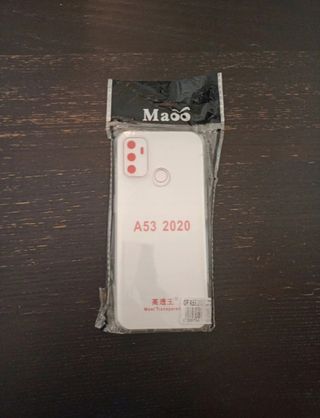 Maoo
A53 2020
高透王
Most Transparent